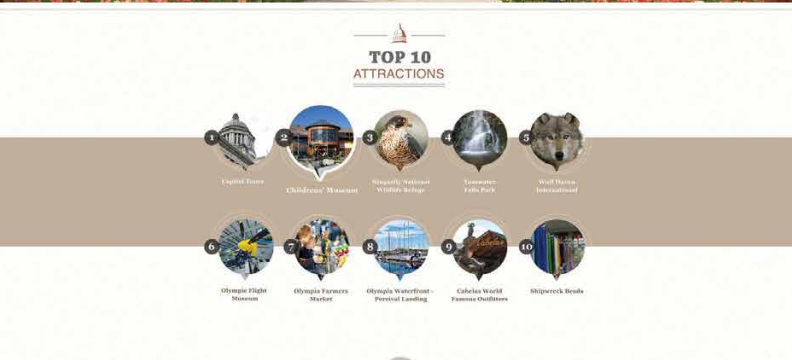 TOP 10
ATTRACTIONS
1
2
3
4
5
Capitol Tours
Childrens' Museum
Nisqually National
Wildlife Refuge
Tumwater
Falls Park
Wolf Haven
International
6
7
8
9
10
Cabelas
Olympic Flight
Museum
Olympia Farmers
Market
Olympia Waterfront -
Percival Landing
Cabelas World
Famous Outfitters
Shipwreck Beads